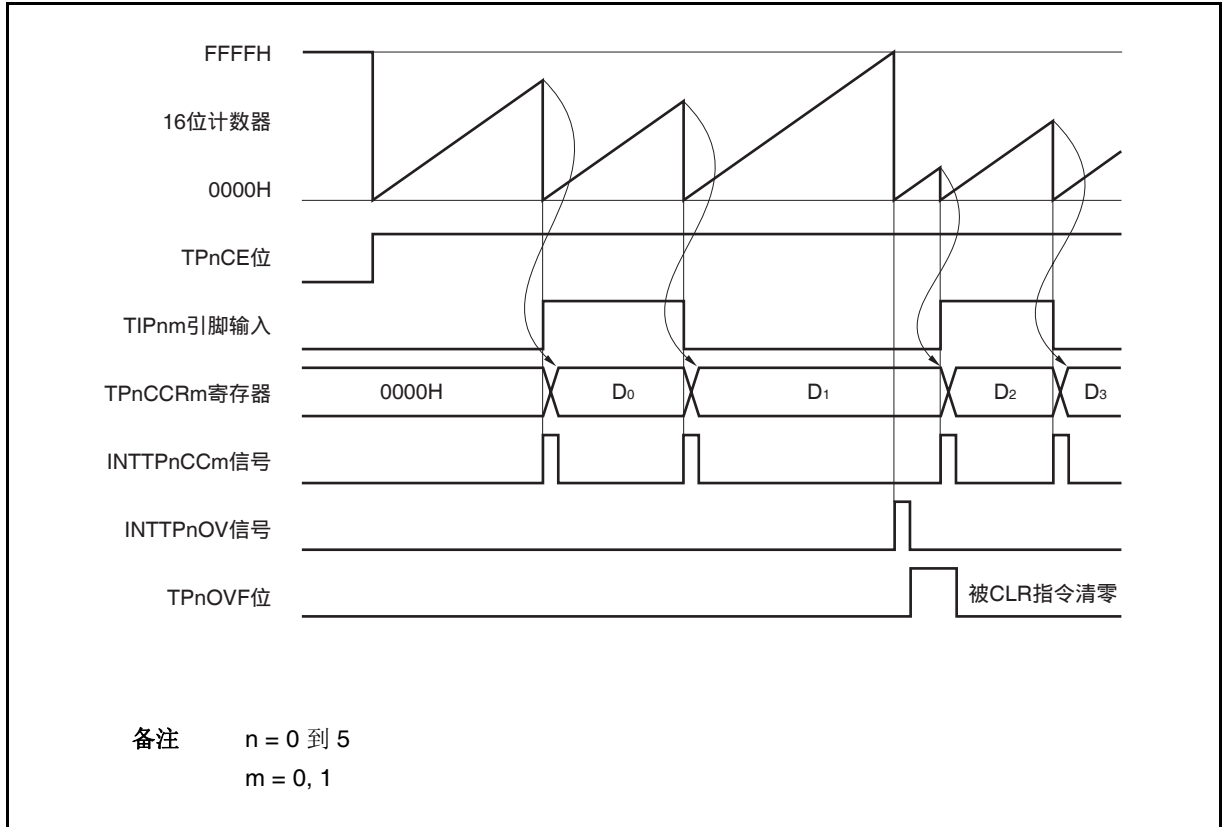 FFFFH
16位计数器
0000H
TPnCE位
TIPnm引脚输入
TPnCCRm寄存器 0000H D₀ D₁ D₂ D₃
INTTPnCCm信号
INTTPnOV信号
TPnOVF位 被CLR指令清零
备注 n = 0 到 5
m = 0, 1